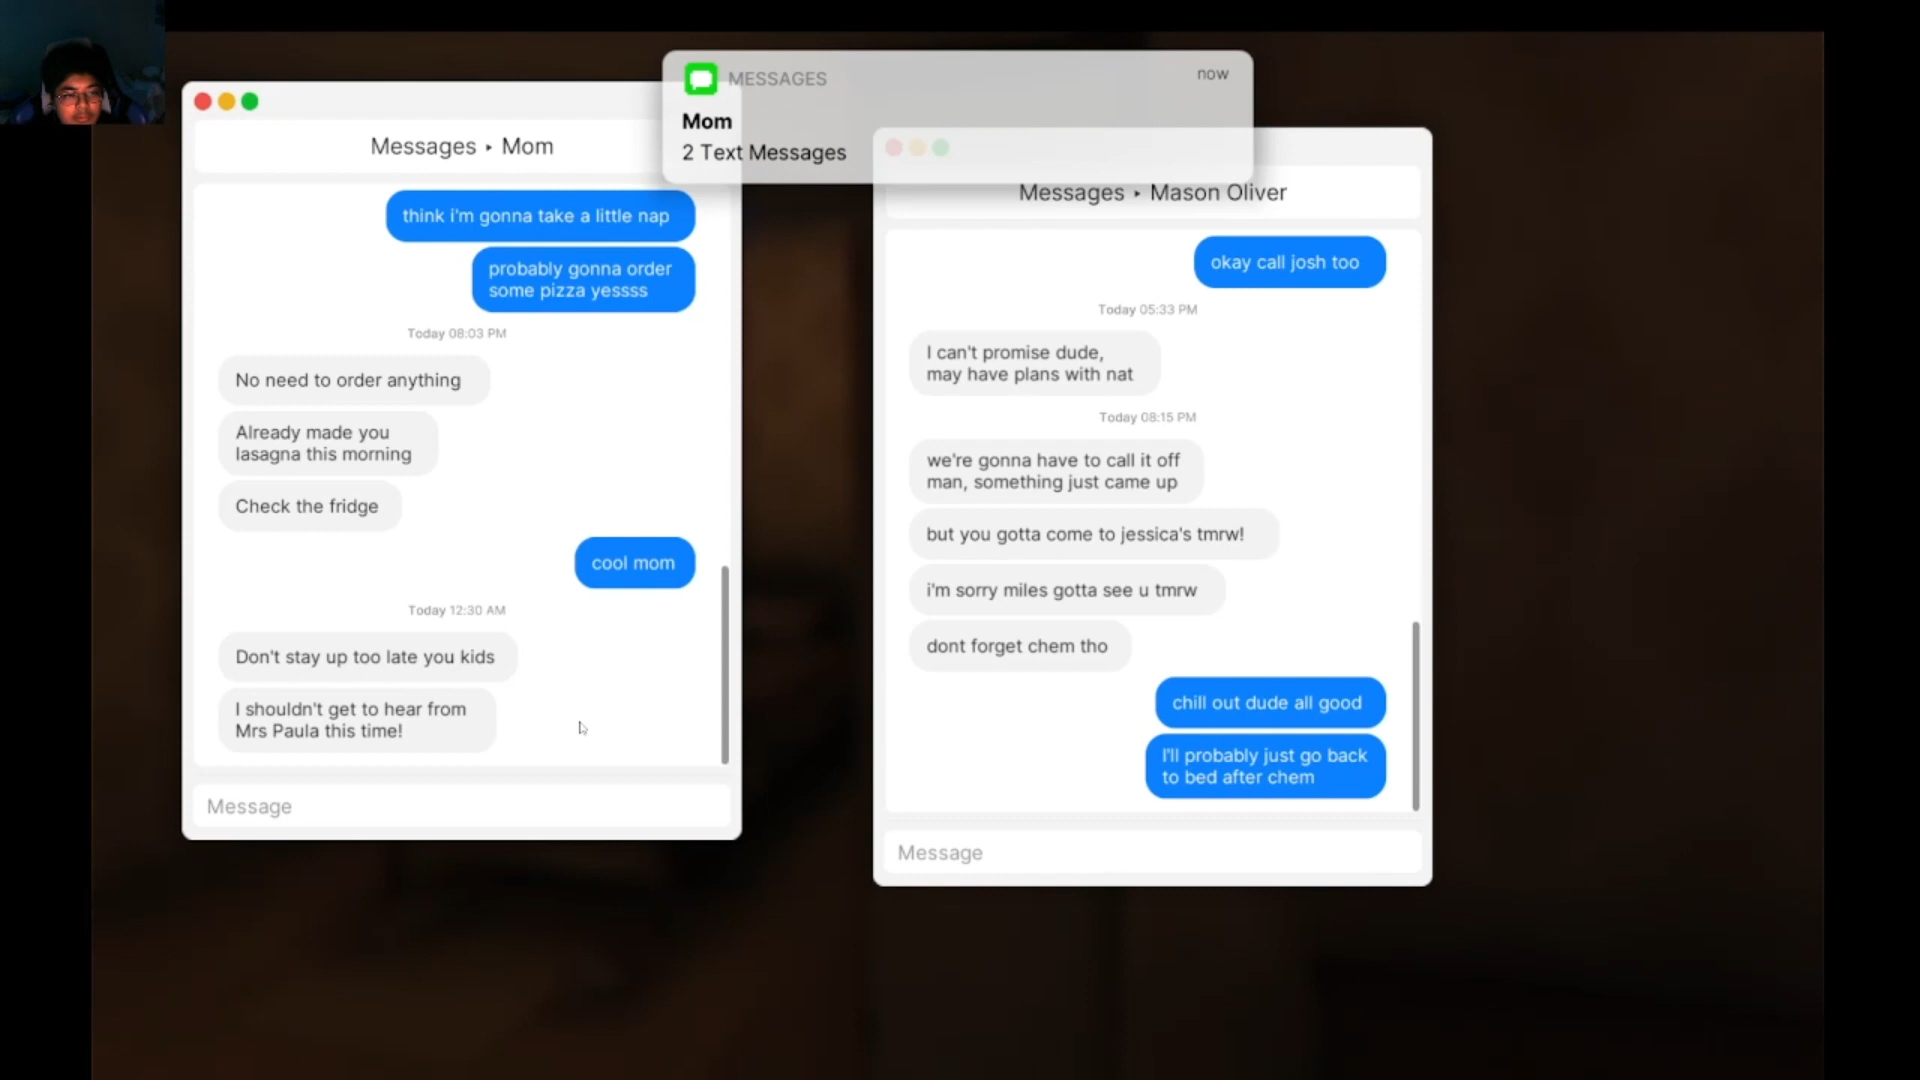 MESSAGES
now
Mom
2 Text Messages
Messages ‣ Mom
think i'm gonna take a little nap
probably gonna order
some pizza yessss
Today 08:03 PM
No need to order anything
Already made you
lasagna this morning
Check the fridge
cool mom
Today 12:30 AM
Don't stay up too late you kids
I shouldn't get to hear from
Mrs Paula this time!
Message
Messages ‣ Mason Oliver
okay call josh too
Today 05:33 PM
I can't promise dude,
may have plans with nat
Today 08:15 PM
we're gonna have to call it off
man, something just came up
but you gotta come to jessica's tmrw!
i'm sorry miles gotta see u tmrw
dont forget chem tho
chill out dude all good
I'll probably just go back
to bed after chem
Message